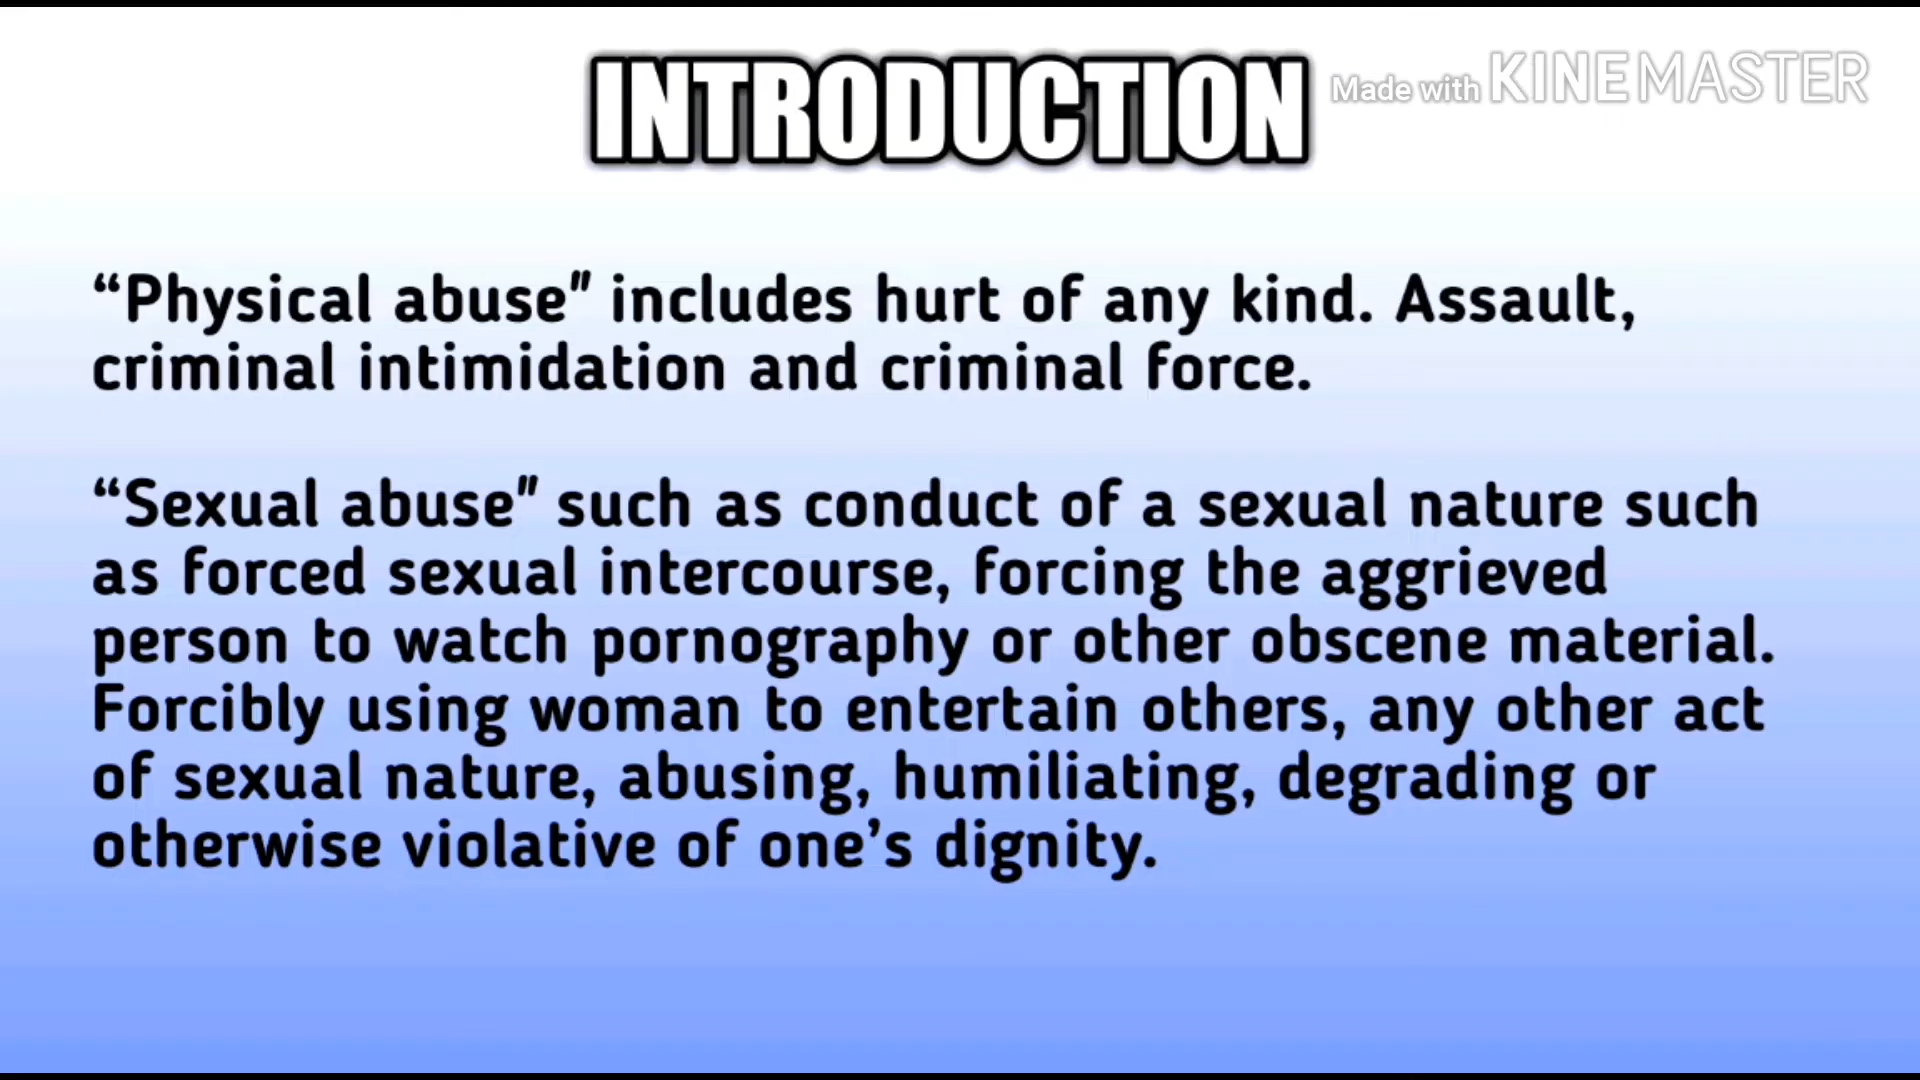 INTRODUCTION
Made with KINEMASTER
“Physical abuse" includes hurt of any kind. Assault,
criminal intimidation and criminal force.
“Sexual abuse" such as conduct of a sexual nature such
as forced sexual intercourse, forcing the aggrieved
person to watch pornography or other obscene material.
Forcibly using woman to entertain others, any other act
of sexual nature, abusing, humiliating, degrading or
otherwise violative of one’s dignity.